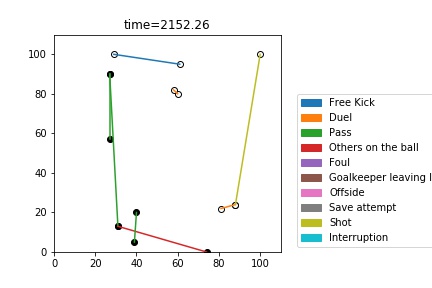 time=2152.26
100
80
60
40
20
0
0 20 40 60 80 100
Free Kick
Duel
Pass
Others on the ball
Foul
Goalkeeper leaving l
Offside
Save attempt
Shot
Interruption